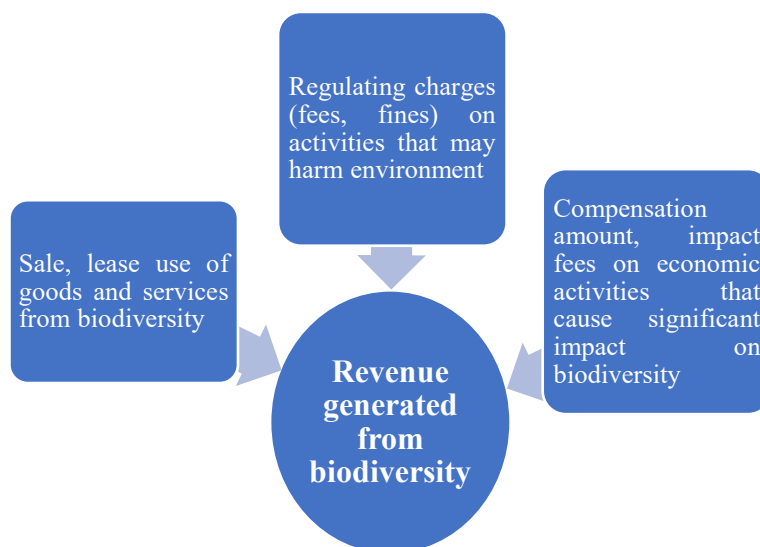 Regulating charges
(fees, fines) on
activities that may
harm environment
Sale, lease use of
goods and services
from biodiversity
Compensation
amount, impact
fees on economic
activities that
cause significant
impact on
biodiversity
Revenue
generated
from
biodiversity